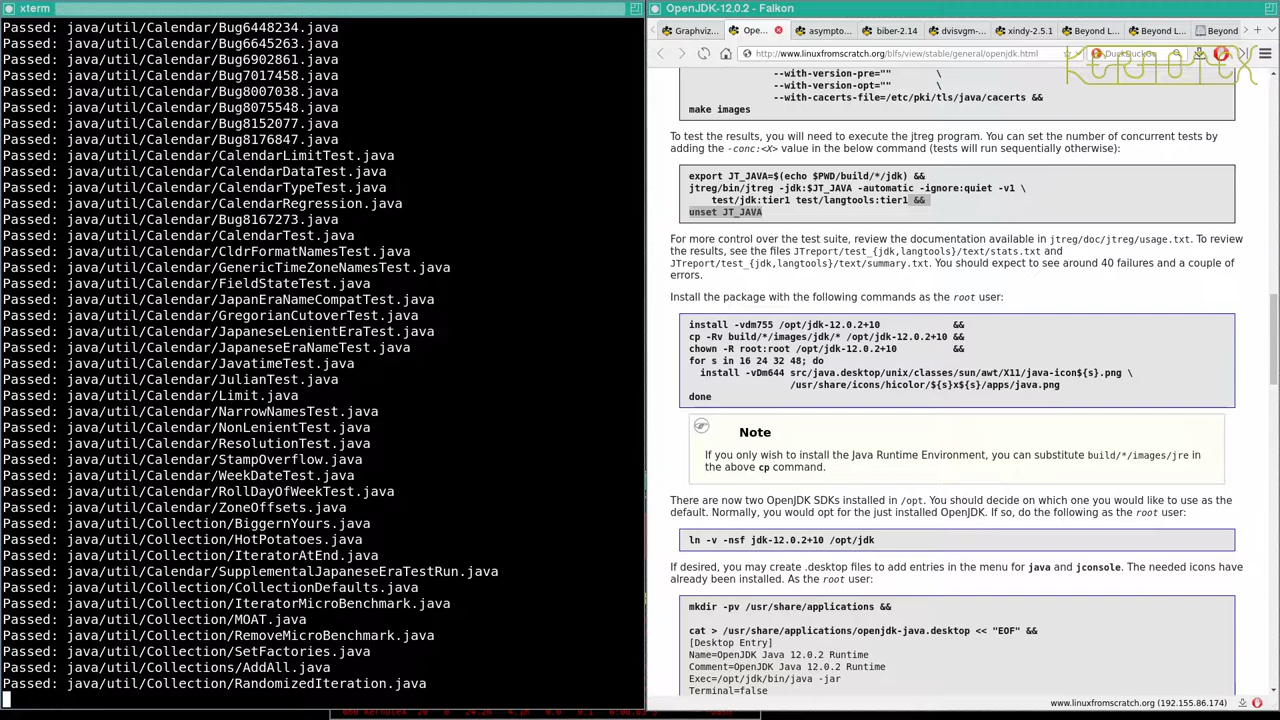 xterm
Passed: java/util/Calendar/Bug6448234.java
Passed: java/util/Calendar/Bug6645263.java
Passed: java/util/Calendar/Bug6902861.java
Passed: java/util/Calendar/Bug7017458.java
Passed: java/util/Calendar/Bug8007038.java
Passed: java/util/Calendar/Bug8075548.java
Passed: java/util/Calendar/Bug8152077.java
Passed: java/util/Calendar/Bug8176847.java
Passed: java/util/Calendar/CalendarLimitTest.java
Passed: java/util/Calendar/CalendarDataTest.java
Passed: java/util/Calendar/CalendarTypeTest.java
Passed: java/util/Calendar/CalendarRegression.java
Passed: java/util/Calendar/Bug8167273.java
Passed: java/util/Calendar/CalendarTest.java
Passed: java/util/Calendar/CldrFormatNamesTest.java
Passed: java/util/Calendar/GenericTimeZoneNamesTest.java
Passed: java/util/Calendar/FieldStateTest.java
Passed: java/util/Calendar/JapanEraNameCompatTest.java
Passed: java/util/Calendar/GregorianCutoverTest.java
Passed: java/util/Calendar/JapaneseLenientEraTest.java
Passed: java/util/Calendar/JapaneseEraNameTest.java
Passed: java/util/Calendar/JavatimeTest.java
Passed: java/util/Calendar/JulianTest.java
Passed: java/util/Calendar/Limit.java
Passed: java/util/Calendar/NarrowNamesTest.java
Passed: java/util/Calendar/NonLenientTest.java
Passed: java/util/Calendar/ResolutionTest.java
Passed: java/util/Calendar/StampOverflow.java
Passed: java/util/Calendar/WeekDateTest.java
Passed: java/util/Calendar/RollDayOfWeekTest.java
Passed: java/util/Calendar/ZoneOffsets.java
Passed: java/util/Collection/BiggernYours.java
Passed: java/util/Collection/HotPotatoes.java
Passed: java/util/Collection/IteratorAtEnd.java
Passed: java/util/Calendar/SupplementalJapaneseEraTestRun.java
Passed: java/util/Collection/CollectionDefaults.java
Passed: java/util/Collection/IteratorMicroBenchmark.java
Passed: java/util/Collection/MOAT.java
Passed: java/util/Collection/RemoveMicroBenchmark.java
Passed: java/util/Collection/SetFactories.java
Passed: java/util/Collections/AddAll.java
Passed: java/util/Collection/RandomizedIteration.java
OpenJDK-12.0.2 - Falkon
Graphviz Ope... asympto... biber-2.14 dvisvgm- xindy-2.5.1 Beyond L Beyond L Beyond
http://www.linuxfromscratch.org/blfs/view/stable/general/openjdk.html DuckDuckGo
KERNOTEX
--with-version-pre="" \
--with-version-opt="" \
--with-cacerts-file=/etc/pki/tls/java/cacerts &&
make images
To test the results, you will need to execute the jtreg program. You can set the number of concurrent tests by
adding the -conc:<X> value in the below command (tests will run sequentially otherwise):
export JT_JAVA=$(echo $PWD/build/*/jdk) &&
jtreg/bin/jtreg -jdk:$JT_JAVA -automatic -ignore:quiet -v1 \
test/jdk:tier1 test/langtools:tier1 &&
unset JT_JAVA
For more control over the test suite, review the documentation available in jtreg/doc/jtreg/usage.txt. To review
the results, see the files JTreport/test_{jdk,langtools}/text/stats.txt and
JTreport/test_{jdk,langtools}/text/summary.txt. You should expect to see around 40 failures and a couple of
errors.
Install the package with the following commands as the root user:
install -vdm755 /opt/jdk-12.0.2+10 &&
cp -Rv build/*/images/jdk/* /opt/jdk-12.0.2+10 &&
chown -R root:root /opt/jdk-12.0.2+10 &&
for s in 16 24 32 48; do
install -vDm644 src/java.desktop/unix/classes/sun/awt/X11/java-icon${s}.png \
/usr/share/icons/hicolor/${s}x${s}/apps/java.png
done
Note
If you only wish to install the Java Runtime Environment, you can substitute build/*/images/jre in
the above cp command.
There are now two OpenJDK SDKs installed in /opt. You should decide on which one you would like to use as the
default. Normally, you would opt for the just installed OpenJDK. If so, do the following as the root user:
ln -v -nsf jdk-12.0.2+10 /opt/jdk
If desired, you may create .desktop files to add entries in the menu for java and jconsole. The needed icons have
already been installed. As the root user:
mkdir -pv /usr/share/applications &&
cat > /usr/share/applications/openjdk-java.desktop << "EOF" &&
[Desktop Entry]
Name=OpenJDK Java 12.0.2 Runtime
Comment=OpenJDK Java 12.0.2 Runtime
Exec=/opt/jdk/bin/java -jar
Terminal=false
www.linuxfromscratch.org (192.155.86.174)